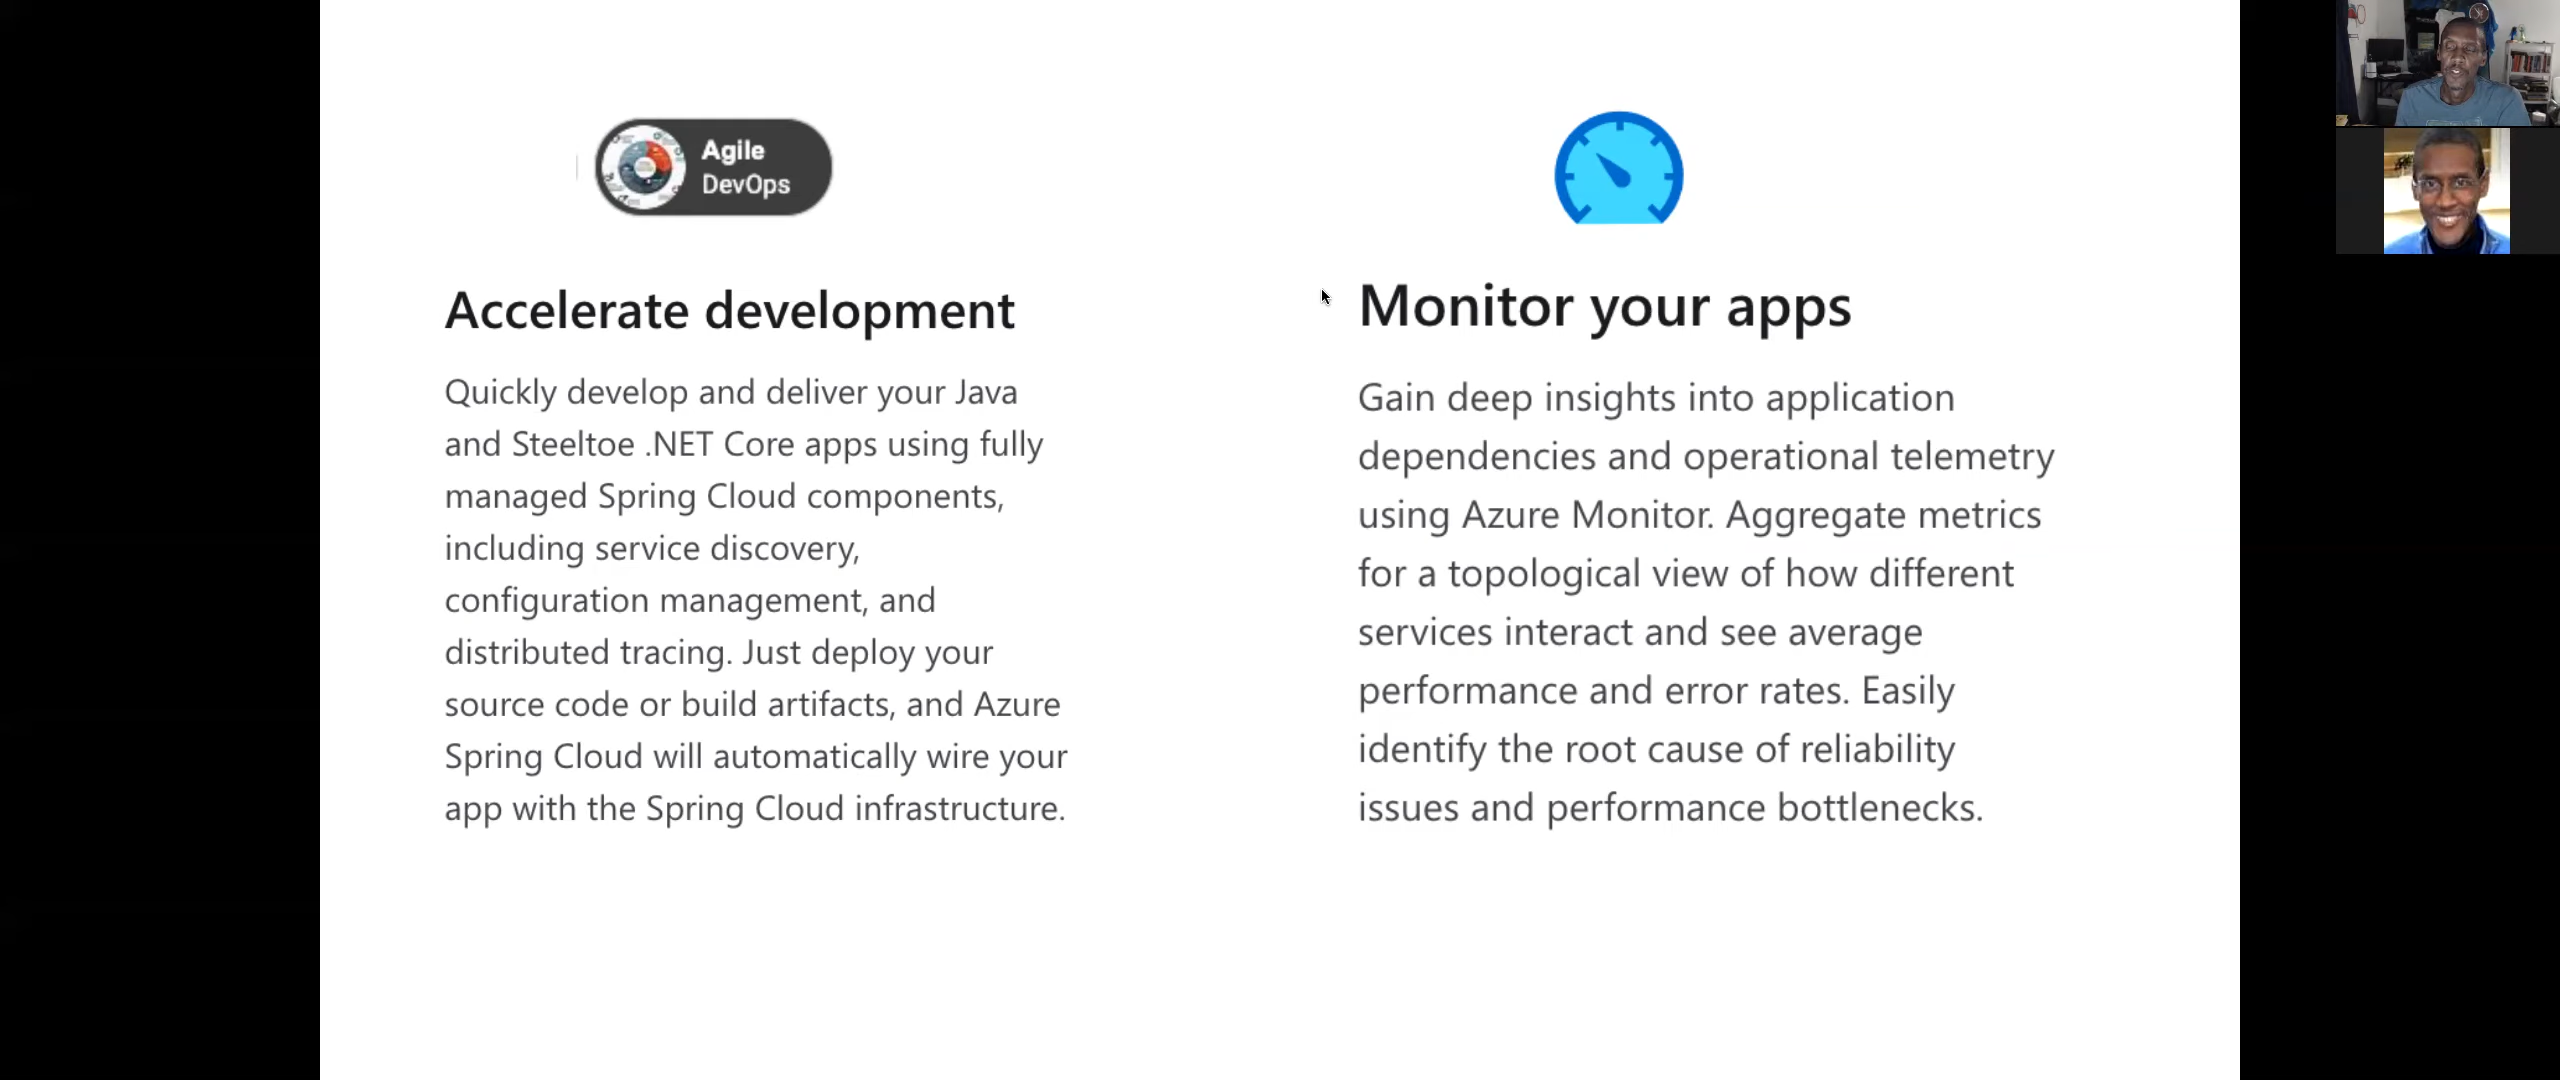 Agile
DevOps
Accelerate development
Quickly develop and deliver your Java
and Steeltoe .NET Core apps using fully
managed Spring Cloud components,
including service discovery,
configuration management, and
distributed tracing. Just deploy your
source code or build artifacts, and Azure
Spring Cloud will automatically wire your
app with the Spring Cloud infrastructure.
Monitor your apps
Gain deep insights into application
dependencies and operational telemetry
using Azure Monitor. Aggregate metrics
for a topological view of how different
services interact and see average
performance and error rates. Easily
identify the root cause of reliability
issues and performance bottlenecks.